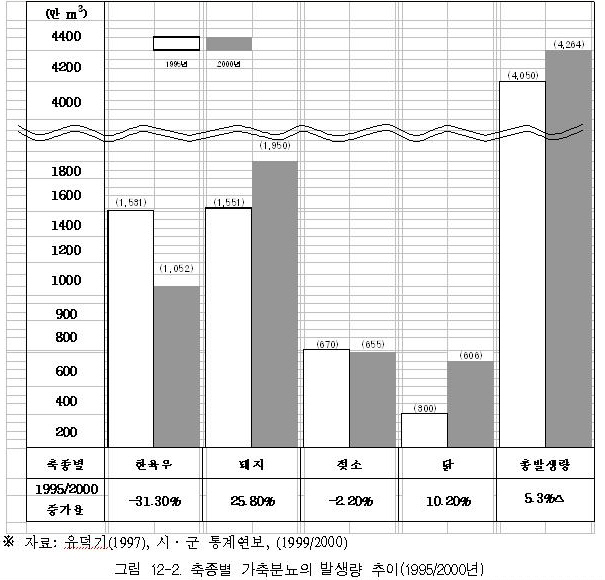 (만 m³)
4400
4200
4000
1800
1600
1400
1200
1000
900
800
600
400
200
1995년 2000년
(1,581) (1,052) (1,551) (1,950) (670) (655) (300) (606) (4,050) (4,264)
축종별 한육우 돼지 젖소 닭 총발생량
1995/2000 증가율 -31.30% 25.80% -2.20% 10.20% 5.3%△
※ 자료: 유덕기(1997), 시·군 통계연보, (1999/2000)
그림 12-2. 축종별 가축분뇨의 발생량 추이(1995/2000년)